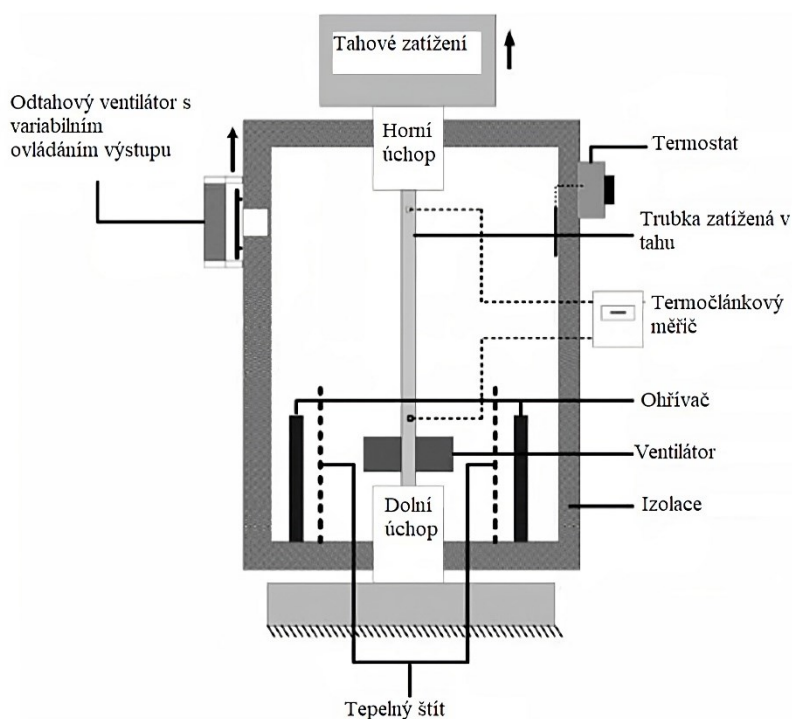 Tahové zatížení
Odtahový ventilátor s
variabilním
ovládáním výstupu
Horní
úchop
Termostat
Trubka zatížená v
tahu
Termočlánkový
měřič
Ohřívač
Ventilátor
Dolní
úchop
Izolace
Tepelný štít